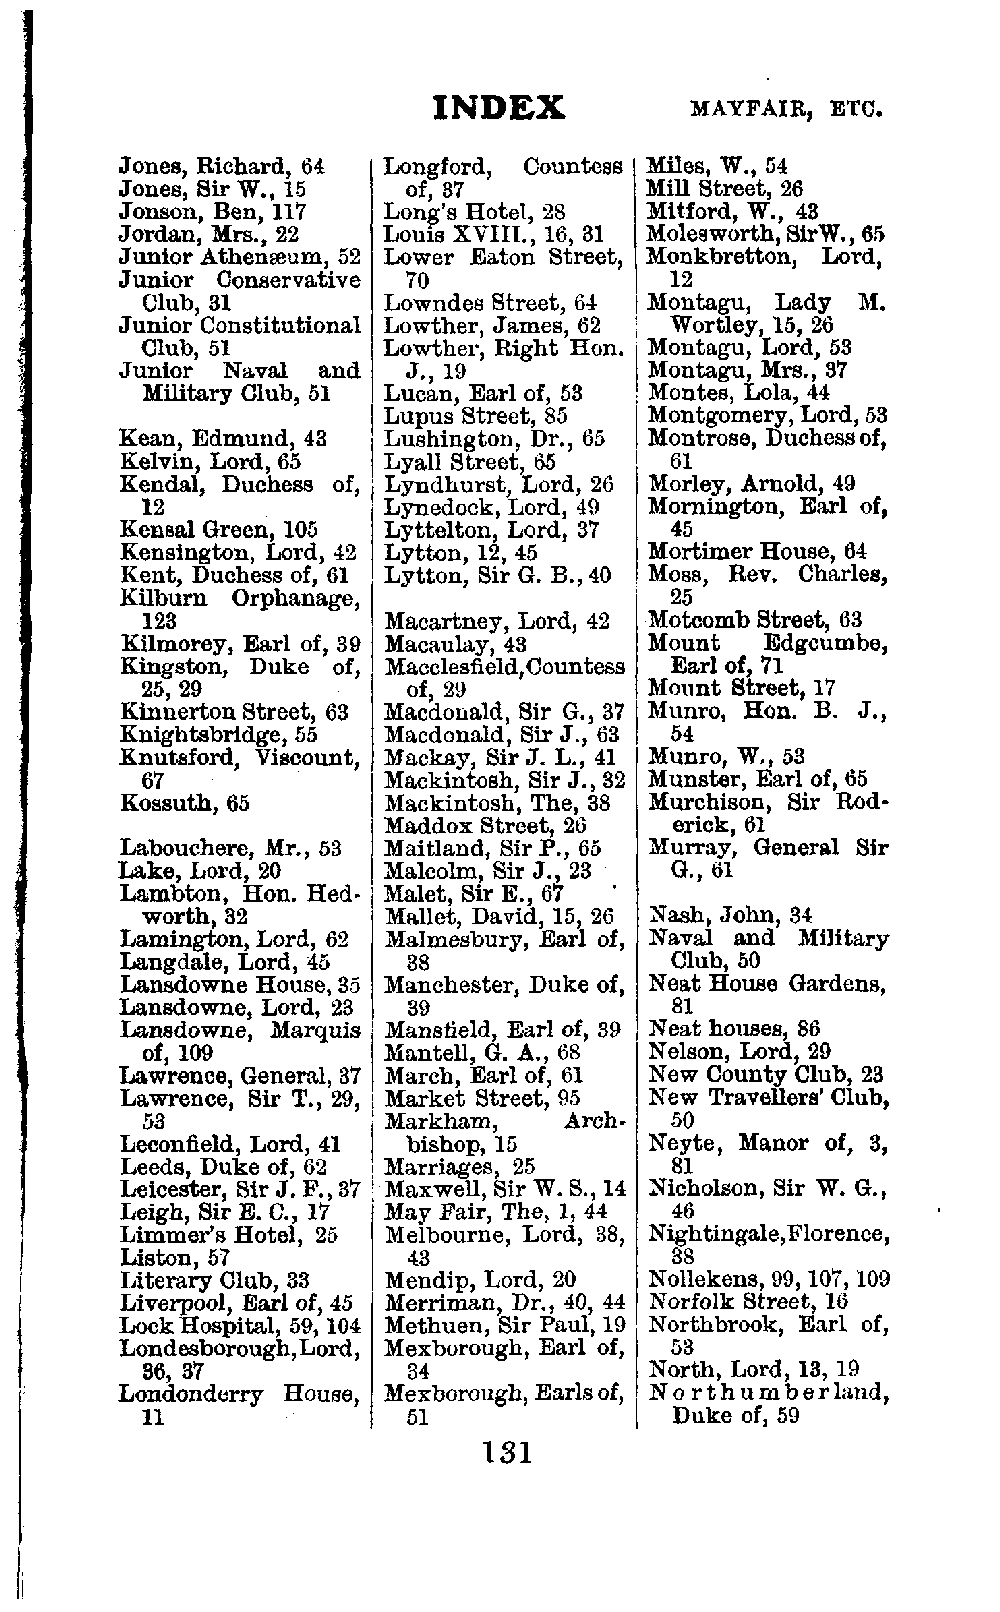 INDEX MAYFAIR, ETC.
Jones, Richard, 64
Jones, Sir W., 15
Jonson, Ben, 117
Jordan, Mrs., 22
Junior Athenæum, 52
Junior Conservative
Club, 31
Junior Constitutional
Club, 51
Junior Naval and
Military Club, 51
Kean, Edmund, 43
Kelvin, Lord, 65
Kendal, Duchess of,
12
Kensal Green, 105
Kensington, Lord, 42
Kent, Duchess of, 61
Kilburn Orphanage,
123
Kilmorey, Earl of, 39
Kingston, Duke of,
25, 29
Kinnerton Street, 63
Knightsbridge, 55
Knutsford, Viscount,
67
Kossuth, 65
Labouchere, Mr., 53
Lake, Lord, 20
Lambton, Hon. Hed-
worth, 32
Lamington, Lord, 62
Langdale, Lord, 45
Lansdowne House, 35
Lansdowne, Lord, 23
Lansdowne, Marquis
of, 109
Lawrence, General, 37
Lawrence, Sir T., 29,
53
Leconfield, Lord, 41
Leeds, Duke of, 62
Leicester, Sir J. F., 37
Leigh, Sir E. C., 17
Limmer's Hotel, 25
Liston, 57
Literary Club, 33
Liverpool, Earl of, 45
Lock Hospital, 59, 104
Londesborough, Lord,
36, 37
Londonderry House,
11
Longford, Countess
of, 37
Long's Hotel, 28
Louis XVIII., 16, 31
Lower Eaton Street,
70
Lowndes Street, 64
Lowther, James, 62
Lowther, Right Hon.
J., 19
Lucan, Earl of, 53
Lupus Street, 85
Lushington, Dr., 65
Lyall Street, 65
Lyndhurst, Lord, 26
Lynedock, Lord, 49
Lyttelton, Lord, 37
Lytton, 12, 45
Lytton, Sir G. B., 40
Macartney, Lord, 42
Macaulay, 43
Macclesfield, Countess
of, 29
Macdonald, Sir G., 37
Macdonald, Sir J., 63
Mackay, Sir J. L., 41
Mackintosh, Sir J., 32
Mackintosh, The, 38
Maddox Street, 26
Maitland, Sir P., 65
Malcolm, Sir J., 23
Malet, Sir E., 67
Mallet, David, 15, 26
Malmesbury, Earl of,
38
Manchester, Duke of,
39
Mansfield, Earl of, 39
Mantell, G. A., 68
March, Earl of, 61
Market Street, 95
Markham, Arch-
bishop, 15
Marriages, 25
Maxwell, Sir W. S., 14
May Fair, The, 1, 44
Melbourne, Lord, 38,
43
Mendip, Lord, 20
Merriman, Dr., 40, 44
Methuen, Sir Paul, 19
Mexborough, Earl of,
34
Mexborough, Earls of,
51
Miles, W., 54
Mill Street, 26
Mitford, W., 43
Molesworth, Sir W., 65
Monkbretton, Lord,
12
Montagu, Lady M.
Wortley, 15, 26
Montagu, Lord, 53
Montagu, Mrs., 37
Montes, Lola, 44
Montgomery, Lord, 53
Montrose, Duchess of,
61
Morley, Arnold, 49
Mornington, Earl of,
45
Mortimer House, 64
Moss, Rev. Charles,
25
Motcomb Street, 63
Mount Edgcumbe,
Earl of, 71
Mount Street, 17
Munro, Hon. B. J.,
54
Munro, W., 53
Munster, Earl of, 65
Murchison, Sir Rod-
erick, 61
Murray, General Sir
G., 61
Nash, John, 34
Naval and Military
Club, 50
Neat House Gardens,
81
Neat houses, 86
Nelson, Lord, 29
New County Club, 23
New Travellers' Club,
50
Neyte, Manor of, 3,
81
Nicholson, Sir W. G.,
46
Nightingale, Florence,
38
Nollekens, 99, 107, 109
Norfolk Street, 16
Northbrook, Earl of,
53
North, Lord, 13, 19
Northumberland,
Duke of, 59
131